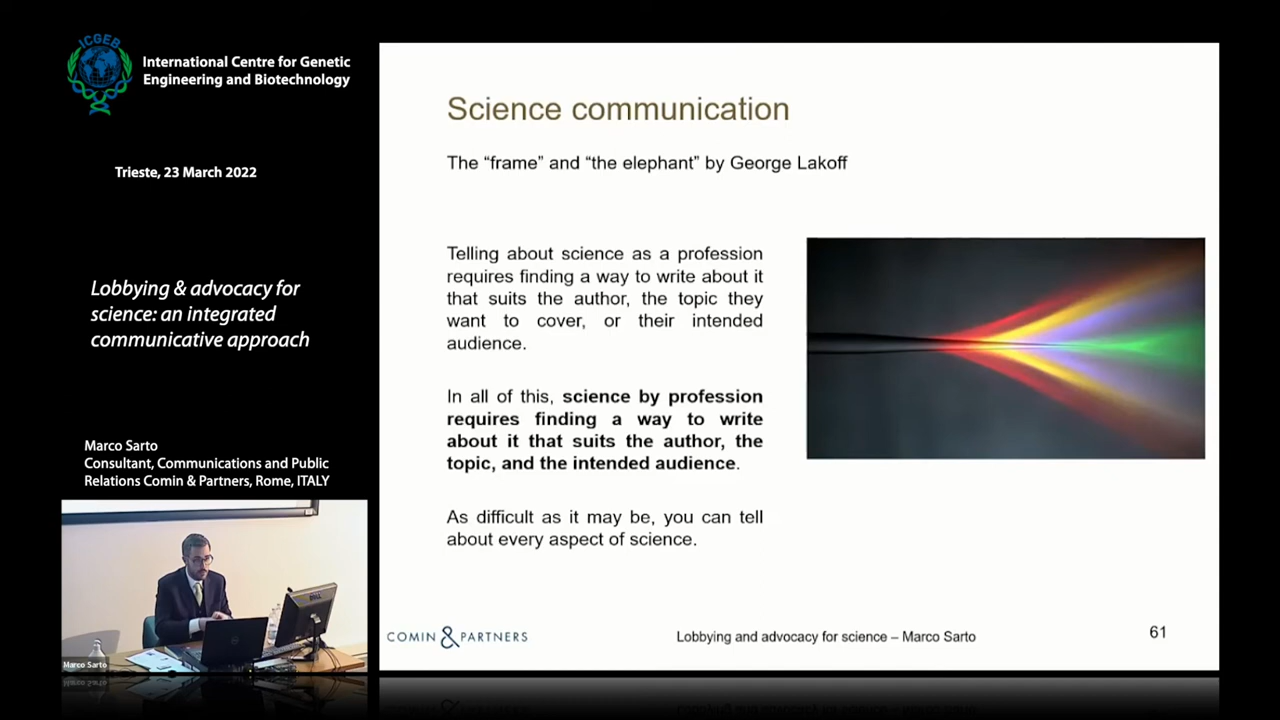 ICGEB
International Centre for Genetic
Engineering and Biotechnology
Trieste, 23 March 2022
Lobbying & advocacy for
science: an integrated
communicative approach
Marco Sarto
Consultant, Communications and Public
Relations Comin & Partners, Rome, ITALY
Marco Sarto
Science communication
The “frame” and “the elephant” by George Lakoff
Telling about science as a profession
requires finding a way to write about it
that suits the author, the topic they
want to cover, or their intended
audience.
In all of this, science by profession
requires finding a way to write
about it that suits the author, the
topic, and the intended audience.
As difficult as it may be, you can tell
about every aspect of science.
COMIN & PARTNERS
Lobbying and advocacy for science – Marco Sarto
61
DELL